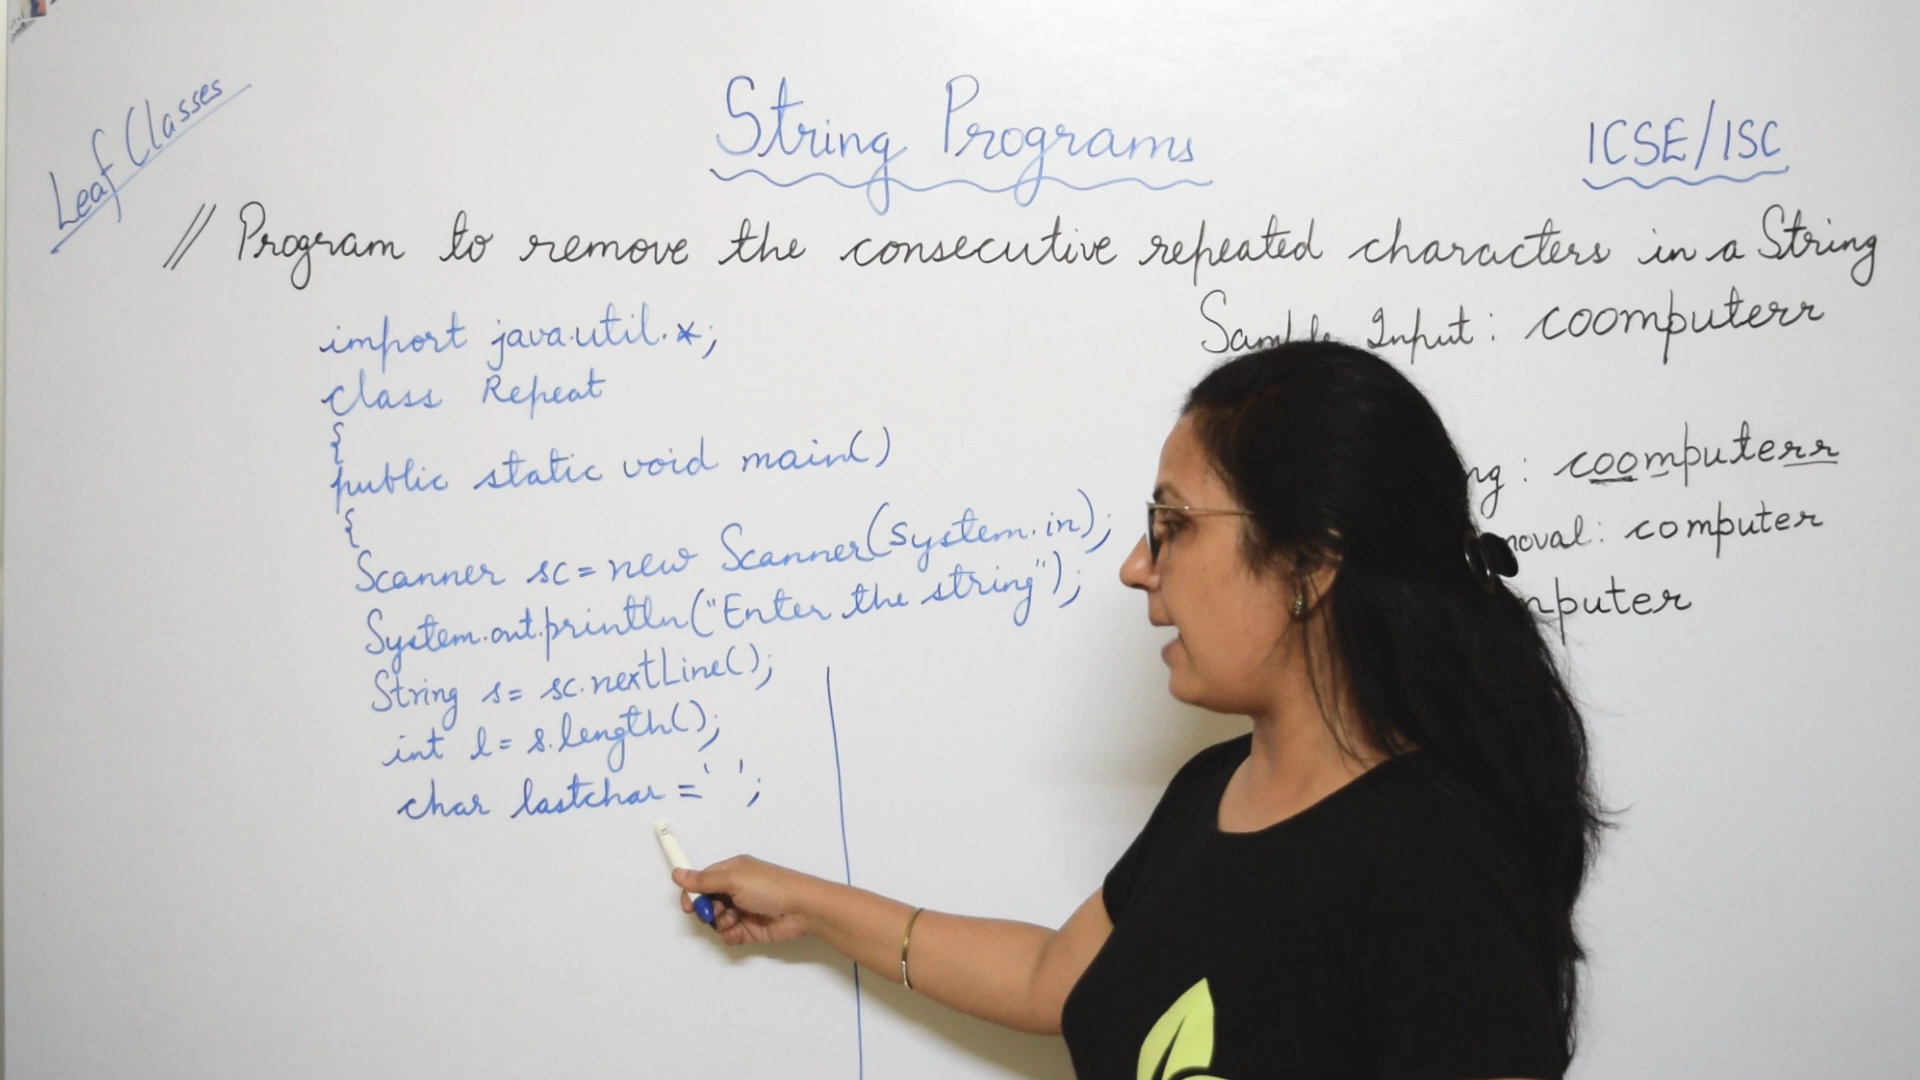 Leaf Classes
String Programs
ICSE/ISC
// Program to remove the consecutive repeated characters in a String
import java.util.*;
class Repeat
{
public static void main()
{
Scanner sc = new Scanner(System.in);
System.out.println("Enter the string");
String s= sc.nextLine();
int l= s.length();
char lastchar = ' ';
Sample Input: coomputerr
ng: coomputerr
moval: computer
mputer